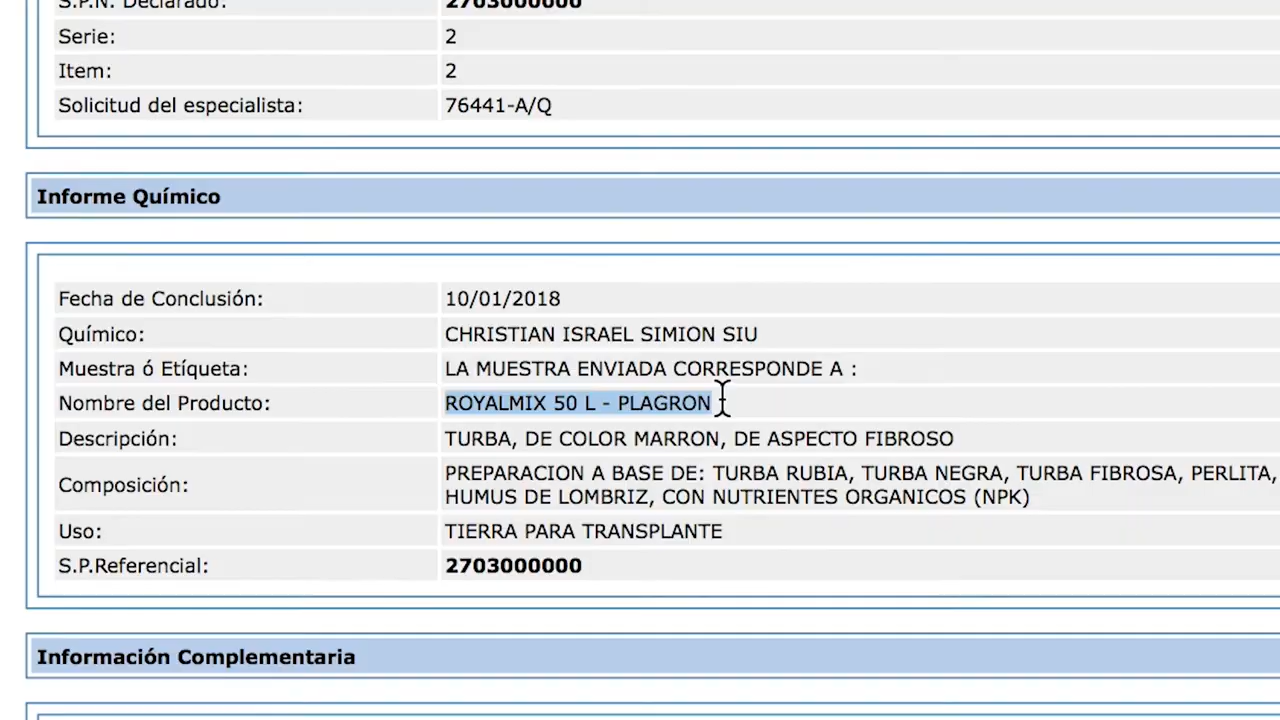 S.P.N. Declarado: 2703000000
Serie: 2
Item: 2
Solicitud del especialista: 76441-A/Q
Informe Químico
Fecha de Conclusión: 10/01/2018
Químico: CHRISTIAN ISRAEL SIMION SIU
Muestra ó Etíqueta: LA MUESTRA ENVIADA CORRESPONDE A :
Nombre del Producto: ROYALMIX 50 L - PLAGRON
Descripción: TURBA, DE COLOR MARRON, DE ASPECTO FIBROSO
Composición: PREPARACION A BASE DE: TURBA RUBIA, TURBA NEGRA, TURBA FIBROSA, PERLITA,
HUMUS DE LOMBRIZ, CON NUTRIENTES ORGANICOS (NPK)
Uso: TIERRA PARA TRANSPLANTE
S.P.Referencial: 2703000000
Información Complementaria